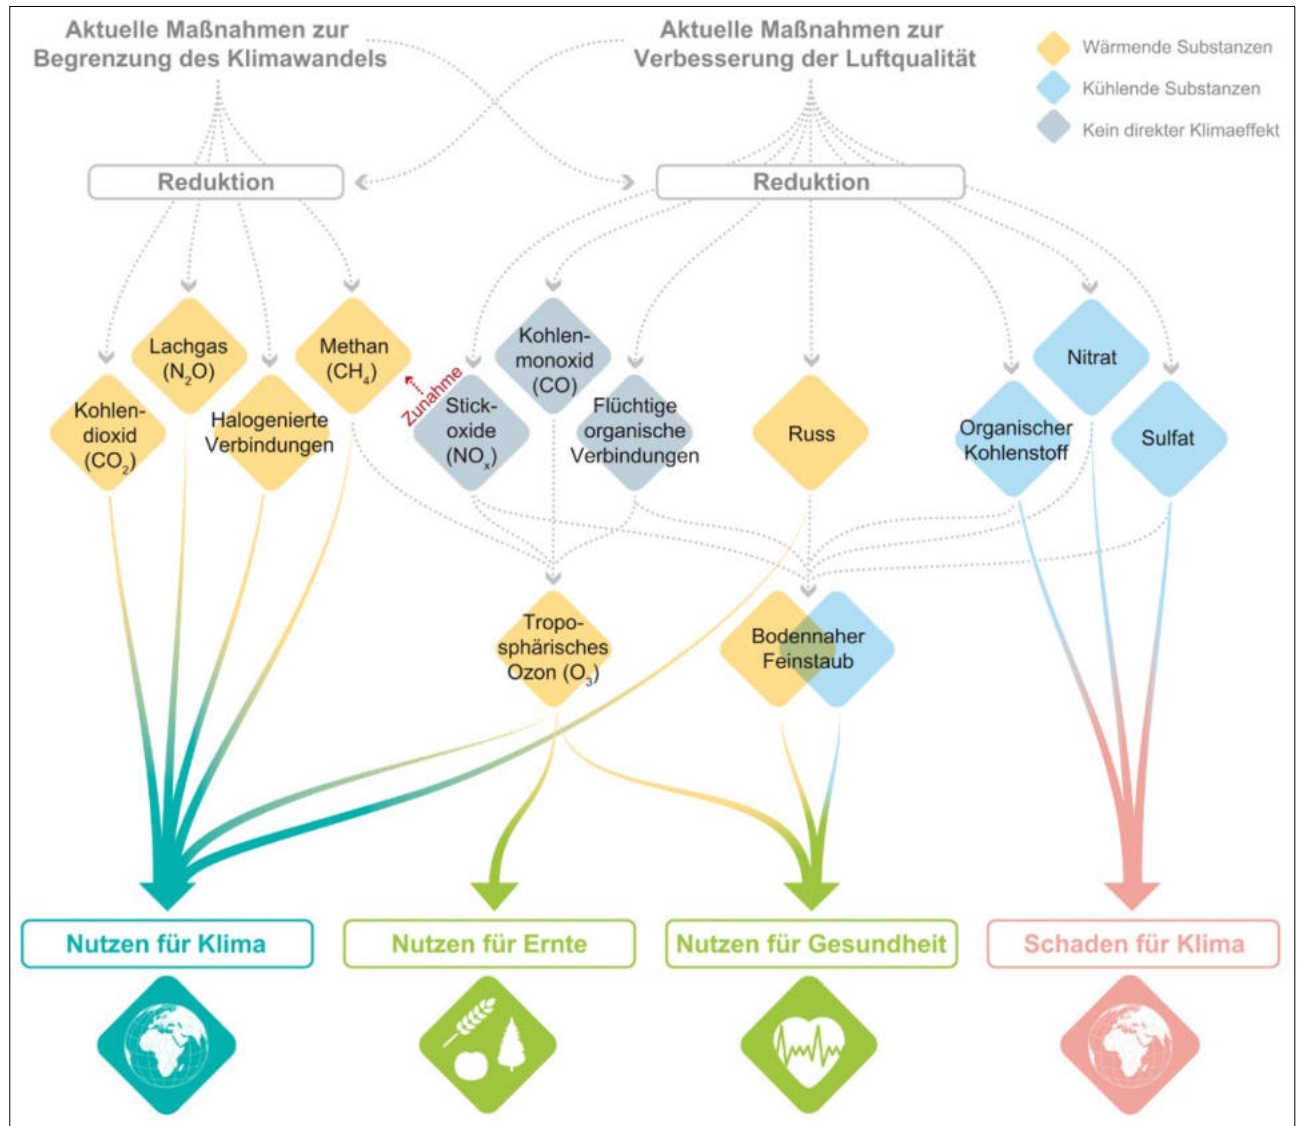 Aktuelle Maßnahmen zur
Begrenzung des Klimawandels
Aktuelle Maßnahmen zur
Verbesserung der Luftqualität
Wärmende Substanzen
Kühlende Substanzen
Kein direkter Klimaeffekt
Reduktion
Reduktion
Kohlen-
dioxid
(CO₂)
Lachgas
(N₂O)
Halogenierte
Verbindungen
Methan
(CH₄)
Zunahme
Stick-
oxide
(NOₓ)
Kohlen-
monoxid
(CO)
Flüchtige
organische
Verbindungen
Russ
Organischer
Kohlenstoff
Nitrat
Sulfat
Tropo-
sphärisches
Ozon (O₃)
Bodennaher
Feinstaub
Nutzen für Klima
Nutzen für Ernte
Nutzen für Gesundheit
Schaden für Klima